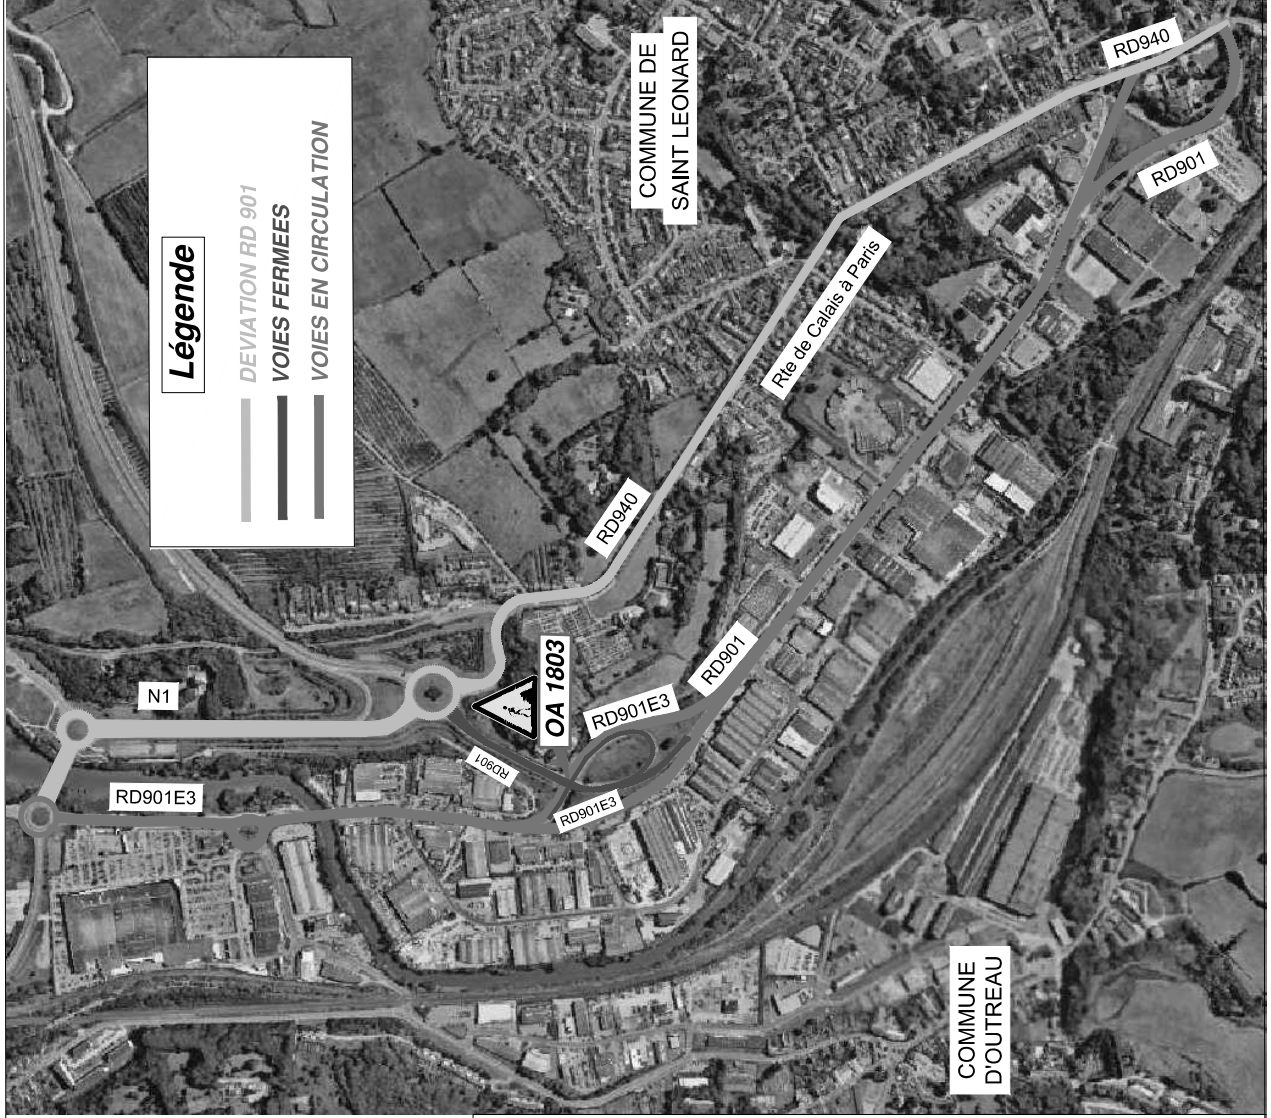 Légende
DEVIATION RD 901
VOIES FERMEES
VOIES EN CIRCULATION
COMMUNE DE
SAINT LEONARD
RD940
RD901
Rte de Calais à Paris
RD940
N1
OA 1803
RD901
RD901E3
RD901
RD901E3
RD901E3
COMMUNE
D'OUTREAU